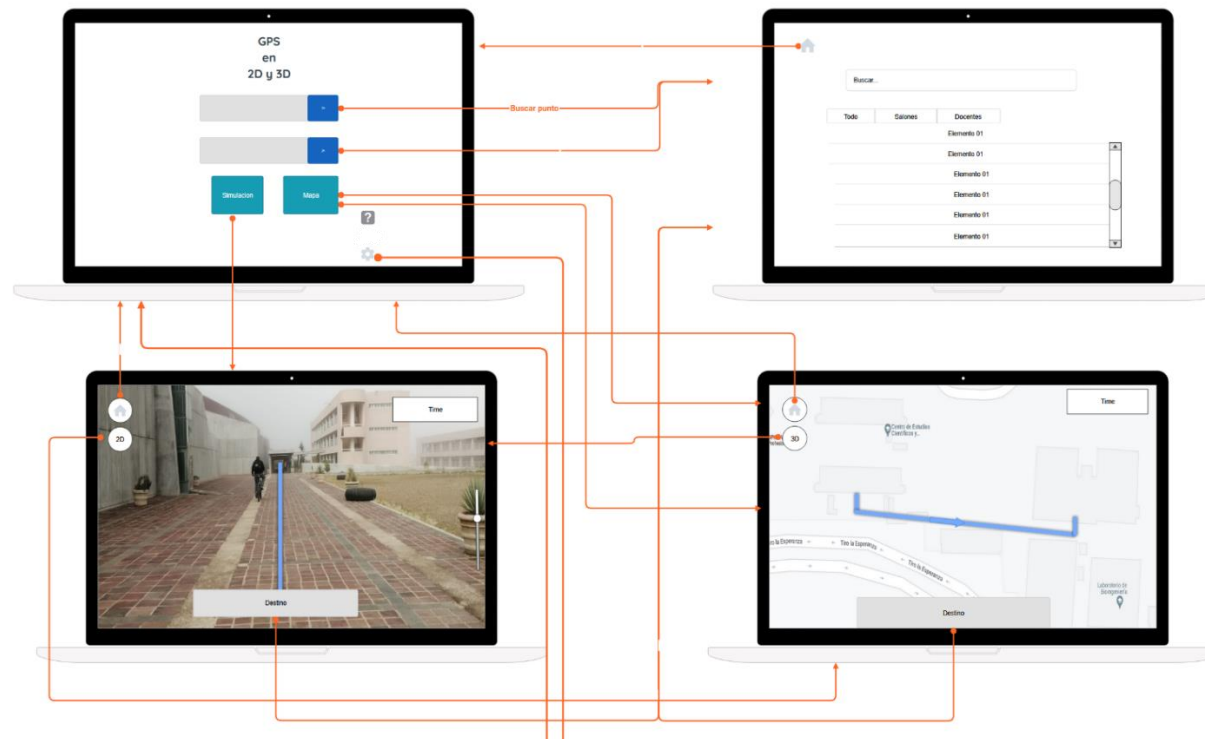 GPS
en
2D y 3D
Buscar punto
Simulacion
Mapa
?
Buscar...
Todo Salones Docentes
Elemento 01
Elemento 01
Elemento 01
Elemento 01
Elemento 01
Elemento 01
2D
Time
Destino
3D
Time
Centro de Estudios
Científicos y...
Tiro la Esperanza
Tiro la Esperanza
Tiro la Esperanza
Laboratorio de
Bioingeniería
Destino